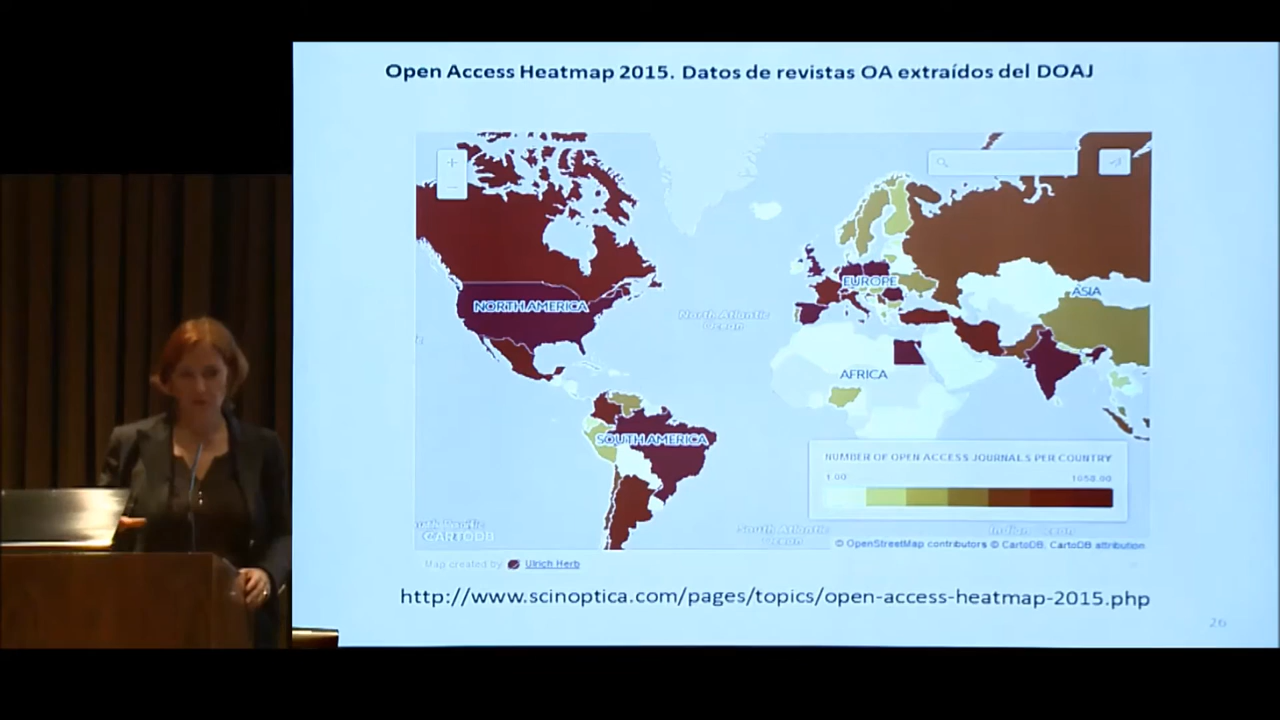 Open Access Heatmap 2015. Datos de revistas OA extraídos del DOAJ
+
NORTH AMERICA
North Atlantic
Ocean
EUROPE
ASIA
AFRICA
SOUTH AMERICA
NUMBER OF OPEN ACCESS JOURNALS PER COUNTRY
1.00 1058.00
South Atlantic
Ocean
Indian Ocean
CARTODB
© OpenStreetMap contributors © CartoDB, CartoDB attribution
Map created by Ulrich Herb
http://www.scinoptica.com/pages/topics/open-access-heatmap-2015.php
26